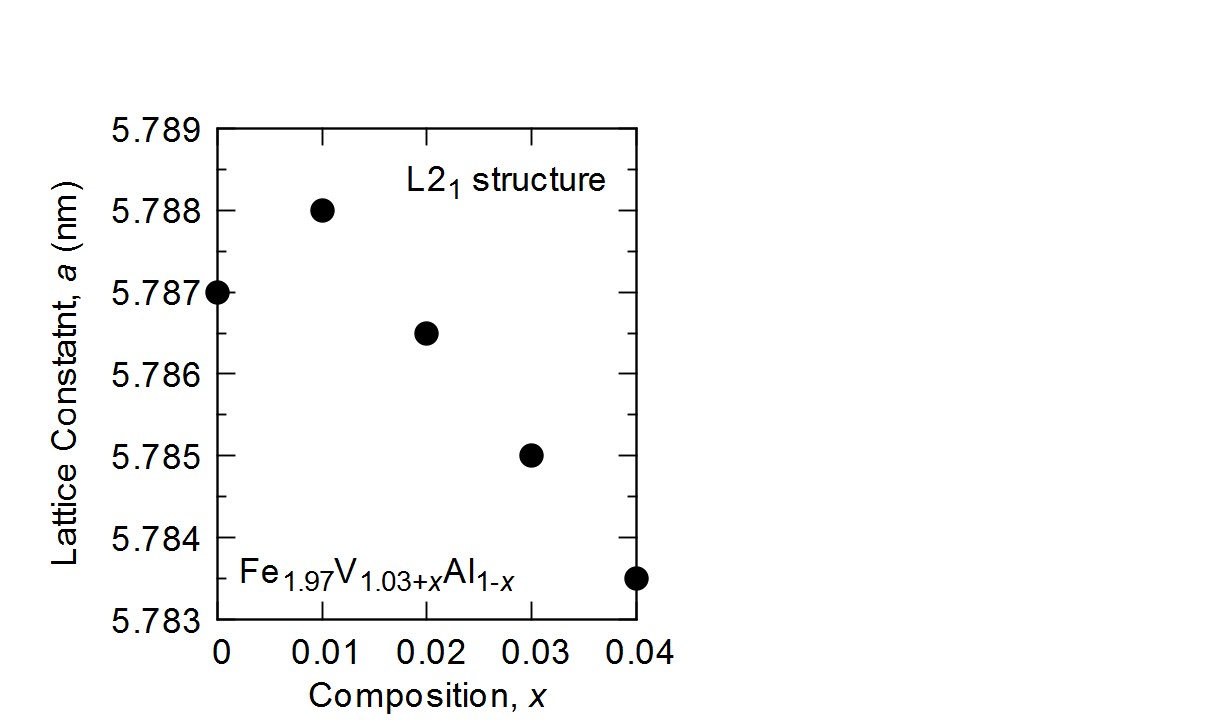 5.789
L2₁ structure
5.788
5.787
5.786
5.785
5.784
5.783
Lattice Constatnt, a (nm)
Fe₁.₉₇V₁.₀₃₊ₓAl₁₋ₓ
0 0.01 0.02 0.03 0.04
Composition, x